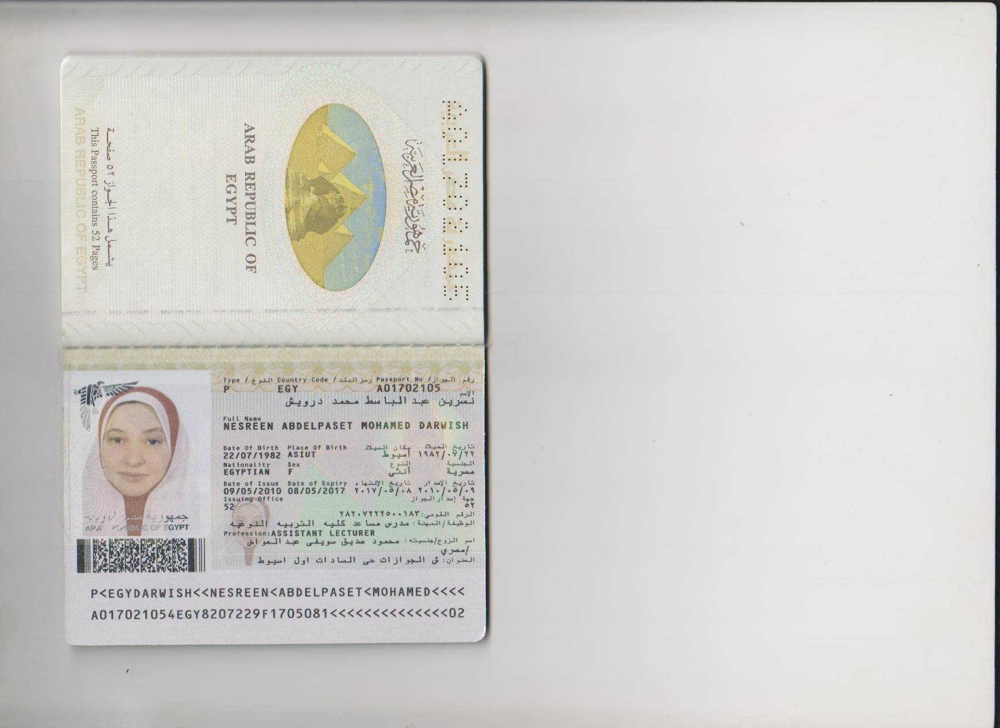 A01702105
جمهورية مصر العربية
ARAB REPUBLIC OF
EGYPT
يشمل هذا الجواز ٥٢ صفحة
This Passport contains 52 Pages
ARAB REPUBLIC OF EGYPT
Type / النوع Country Code / رمز البلد Passport No / رقم الجواز
P EGY A01702105
الإسم
نسرين عبد الباسط محمد درويش
Full Name
NESREEN ABDELPASET MOHAMED DARWISH
Date Of Birth Place Of Birth مكان الميلاد تاريخ الميلاد
22/07/1982 ASIUT أسيوط ١٩٨٢/٠٧/٢٢
Nationality Sex النوع الجنسية
EGYPTIAN F أنثى مصرية
Date of Issue Date of Expiry تاريخ الإنتهاء تاريخ الإصدار
09/05/2010 08/05/2017 ٢٠١٧/٠٥/٠٨ ٢٠١٠/٠٥/٠٩
Issuing Office جهة إصدار الجواز
52 ٥٢
الرقم القومي: ٢٨٢٠٧٢٢٢٥٠٠١٨٣
الوظيفة/المهنة: مدرس مساعد كليه التربيه النوعيه
Profession:ASSISTANT LECTURER
اسم الزوج/جنسيته: محمود صديق سويفى عبد العواض
/مصري
العنوان: ش الجوازات حى السادات اول اسيوط
جمهورية مصر العربية
ARAB REPUBLIC OF EGYPT
P<EGYDARWISH<<NESREEN<ABDELPASET<MOHAMED<<<<
A017021054EGY8207229F1705081<<<<<<<<<<<<<<02